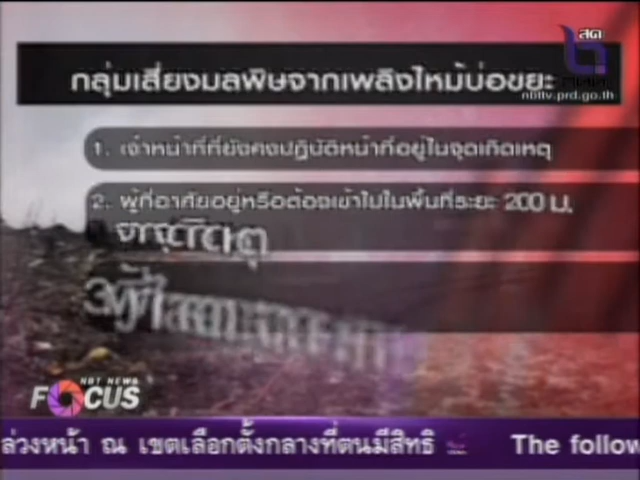 สด
nbttv.prd.go.th
กลุ่มเสี่ยงมลพิษจากเพลิงไหม้บ่อขยะ
1. เจ้าหน้าที่ที่ยังคงปฏิบัติหน้าที่อยู่ในจุดเกิดเหตุ
2. ผู้ที่อาศัยอยู่หรือต้องเข้าไปในพื้นที่ระยะ 200 ม.
NBT NEWS
FOCUS
ล่วงหน้า ณ เขตเลือกตั้งกลางที่ตนมีสิทธิ The follow